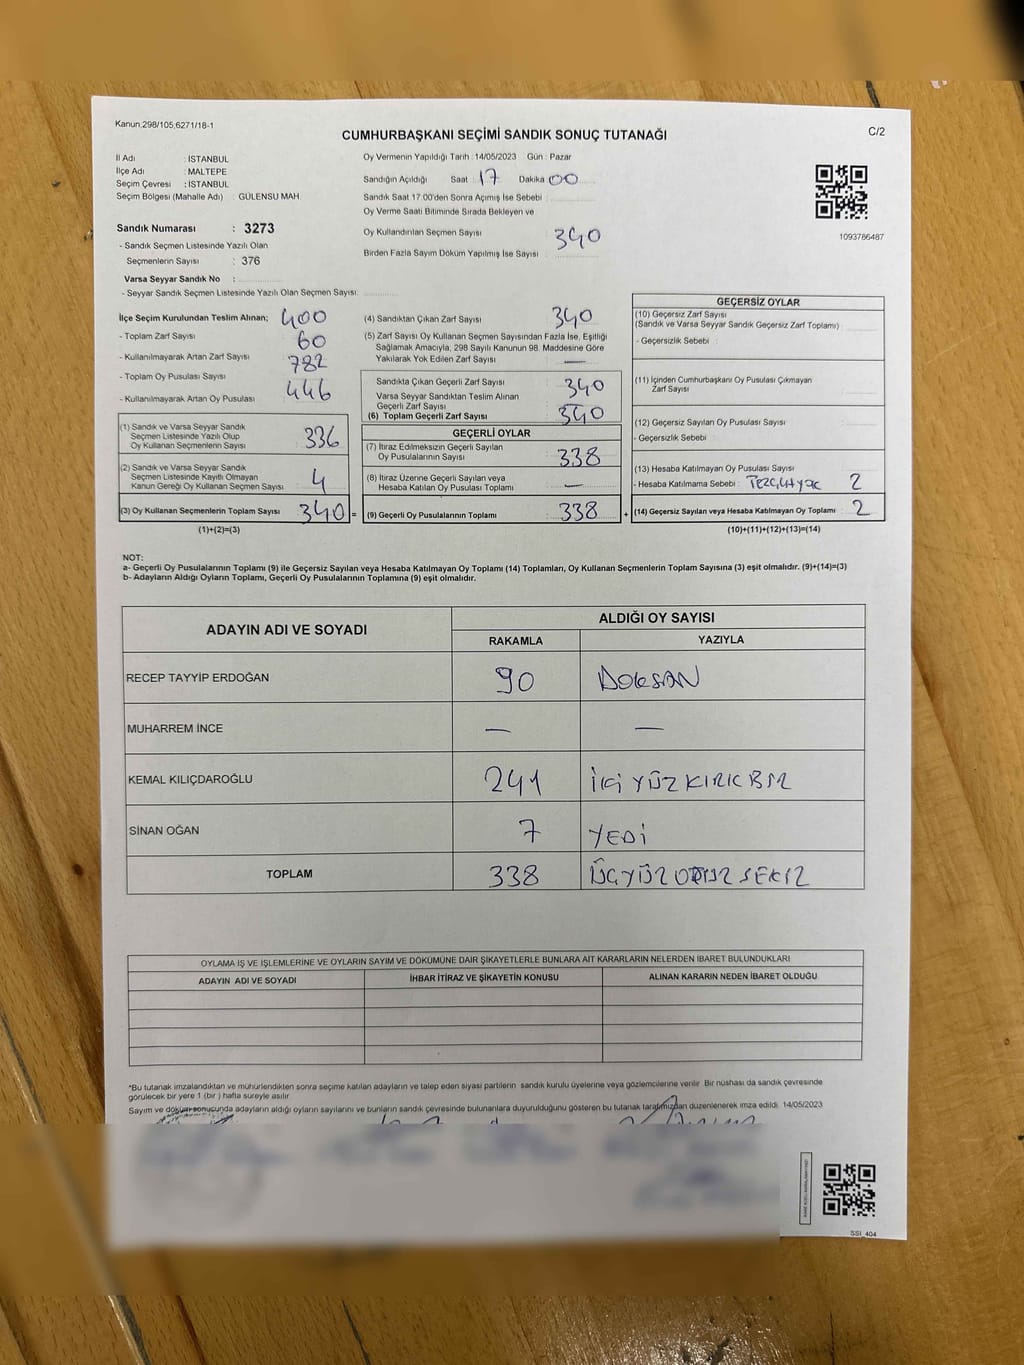 Kanun,298/105,6271/18-1
C/2
CUMHURBAŞKANI SEÇİMİ SANDIK SONUÇ TUTANAĞI
İl Adı : İSTANBUL
İlçe Adı : MALTEPE
Seçim Çevresi : İSTANBUL
Seçim Bölgesi (Mahalle Adı) : GÜLENSU MAH.
Sandık Numarası : 3273
- Sandık Seçmen Listesinde Yazılı Olan
Seçmenlerin Sayısı : 376
Varsa Seyyar Sandık No :
- Seyyar Sandık Seçmen Listesinde Yazılı Olan Seçmen Sayısı:
Oy Vermenin Yapıldığı Tarih : 14/05/2023 Gün : Pazar
Sandığın Açıldığı Saat : 17 Dakika 00
Sandık Saat 17:00'den Sonra Açımış İse Sebebi :
Oy Verme Saati Bitiminde Sırada Bekleyen ve
Oy Kullandırılan Seçmen Sayısı : 340
Birden Fazla Sayım Döküm Yapılmış İse Sayısı :
1093786487
İlçe Seçim Kurulundan Teslim Alınan; 400
- Toplam Zarf Sayısı 60
- Kullanılmayarak Artan Zarf Sayısı 782
- Toplam Oy Pusulası Sayısı 446
- Kullanılmayarak Artan Oy Pusulası
(1) Sandık ve Varsa Seyyar Sandık
Seçmen Listesinde Yazılı Olup
Oy Kullanan Seçmenlerin Sayısı 336
(2) Sandık ve Varsa Seyyar Sandık
Seçmen Listesinde Kayıtlı Olmayan
Kanun Gereği Oy Kullanan Seçmen Sayısı 4
(3) Oy Kullanan Seçmenlerin Toplam Sayısı 340 =
(1)+(2)=(3)
(4) Sandıktan Çıkan Zarf Sayısı : 340
(5) Zarf Sayısı Oy Kullanan Seçmen Sayısından Fazla İse, Eşitliği
Sağlamak Amacıyla, 298 Sayılı Kanunun 98. Maddesine Göre
Yakılarak Yok Edilen Zarf Sayısı : —
Sandıkta Çıkan Geçerli Zarf Sayısı : 340
Varsa Seyyar Sandıktan Teslim Alınan
Geçerli Zarf Sayısı :
(6) Toplam Geçerli Zarf Sayısı : 340
GEÇERLİ OYLAR
(7) İtiraz Edilmeksizin Geçerli Sayılan
Oy Pusulalarının Sayısı : 338
(8) İtiraz Üzerine Geçerli Sayılan veya
Hesaba Katılan Oy Pusulası Toplamı : —
(9) Geçerli Oy Pusulalarının Toplamı : 338 +
GEÇERSİZ OYLAR
(10) Geçersiz Zarf Sayısı
(Sandık ve Varsa Seyyar Sandık Geçersiz Zarf Toplamı) :
- Geçersizlik Sebebi :
(11) İçinden Cumhurbaşkanı Oy Pusulası Çıkmayan
Zarf Sayısı :
(12) Geçersiz Sayılan Oy Pusulası Sayısı :
- Geçersizlik Sebebi :
(13) Hesaba Katılmayan Oy Pusulası Sayısı
- Hesaba Katılmama Sebebi : 2
(14) Geçersiz Sayılan veya Hesaba Katılmayan Oy Toplamı : 2
(10)+(11)+(12)+(13)=(14)
NOT:
a- Geçerli Oy Pusulalarının Toplamı (9) ile Geçersiz Sayılan veya Hesaba Katılmayan Oy Toplamı (14) Toplamları, Oy Kullanan Seçmenlerin Toplam Sayısına (3) eşit olmalıdır. (9)+(14)=(3)
b- Adayların Aldığı Oyların Toplamı, Geçerli Oy Pusulalarının Toplamına (9) eşit olmalıdır.
ADAYIN ADI VE SOYADI
ALDIĞI OY SAYISI
RAKAMLA YAZIYLA
RECEP TAYYİP ERDOĞAN 90 DOKSAN
MUHARREM İNCE — —
KEMAL KILIÇDAROĞLU 241 İKİ YÜZ KIRK BİR
SİNAN OĞAN 7 YEDİ
TOPLAM 338 ÜÇ YÜZ OTUZ SEKİZ
OYLAMA İŞ VE İŞLEMLERİNE VE OYLARIN SAYIM VE DÖKÜMÜNE DAİR ŞİKAYETLERLE BUNLARA AİT KARARLARIN NELERDEN İBARET BULUNDUKLARI
ADAYIN ADI VE SOYADI İHBAR İTİRAZ VE ŞİKAYETİN KONUSU ALINAN KARARIN NEDEN İBARET OLDUĞU
*Bu tutanak imzalandıktan ve mühürlendikten sonra seçime katılan adayların ve talep eden siyasi partilerin sandık kurulu üyelerine veya gözlemcilerine verilir. Bir nüshası da sandık çevresinde
görülecek bir yere 1 (bir) hafta süreyle asılır.
Sayım ve döküm sonucunda adayların aldığı oyların sayılarını ve bunların sandık çevresinde bulunanlara duyurulduğunu gösteren bu tutanak tarafımızdan düzenlenerek imza edildi. 14/05/2023
SSI_404